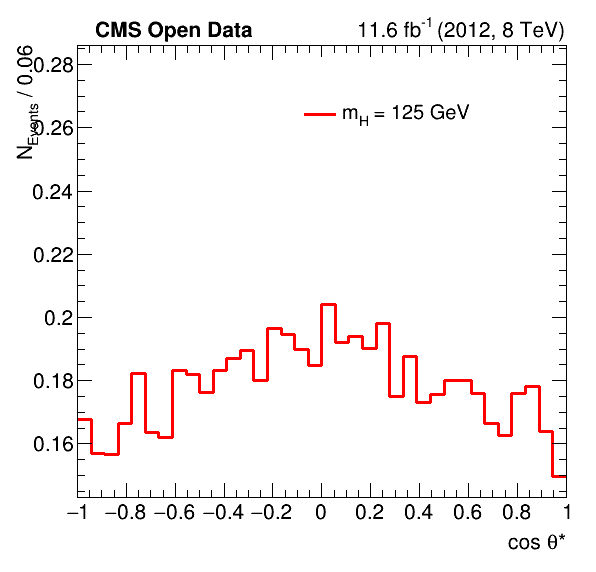 CMS Open Data
11.6 fb-1 (2012, 8 TeV)
NEvents / 0.06
mH = 125 GeV
0.28
0.26
0.24
0.22
0.2
0.18
0.16
−1 −0.8 −0.6 −0.4 −0.2 0 0.2 0.4 0.6 0.8 1
cos θ*